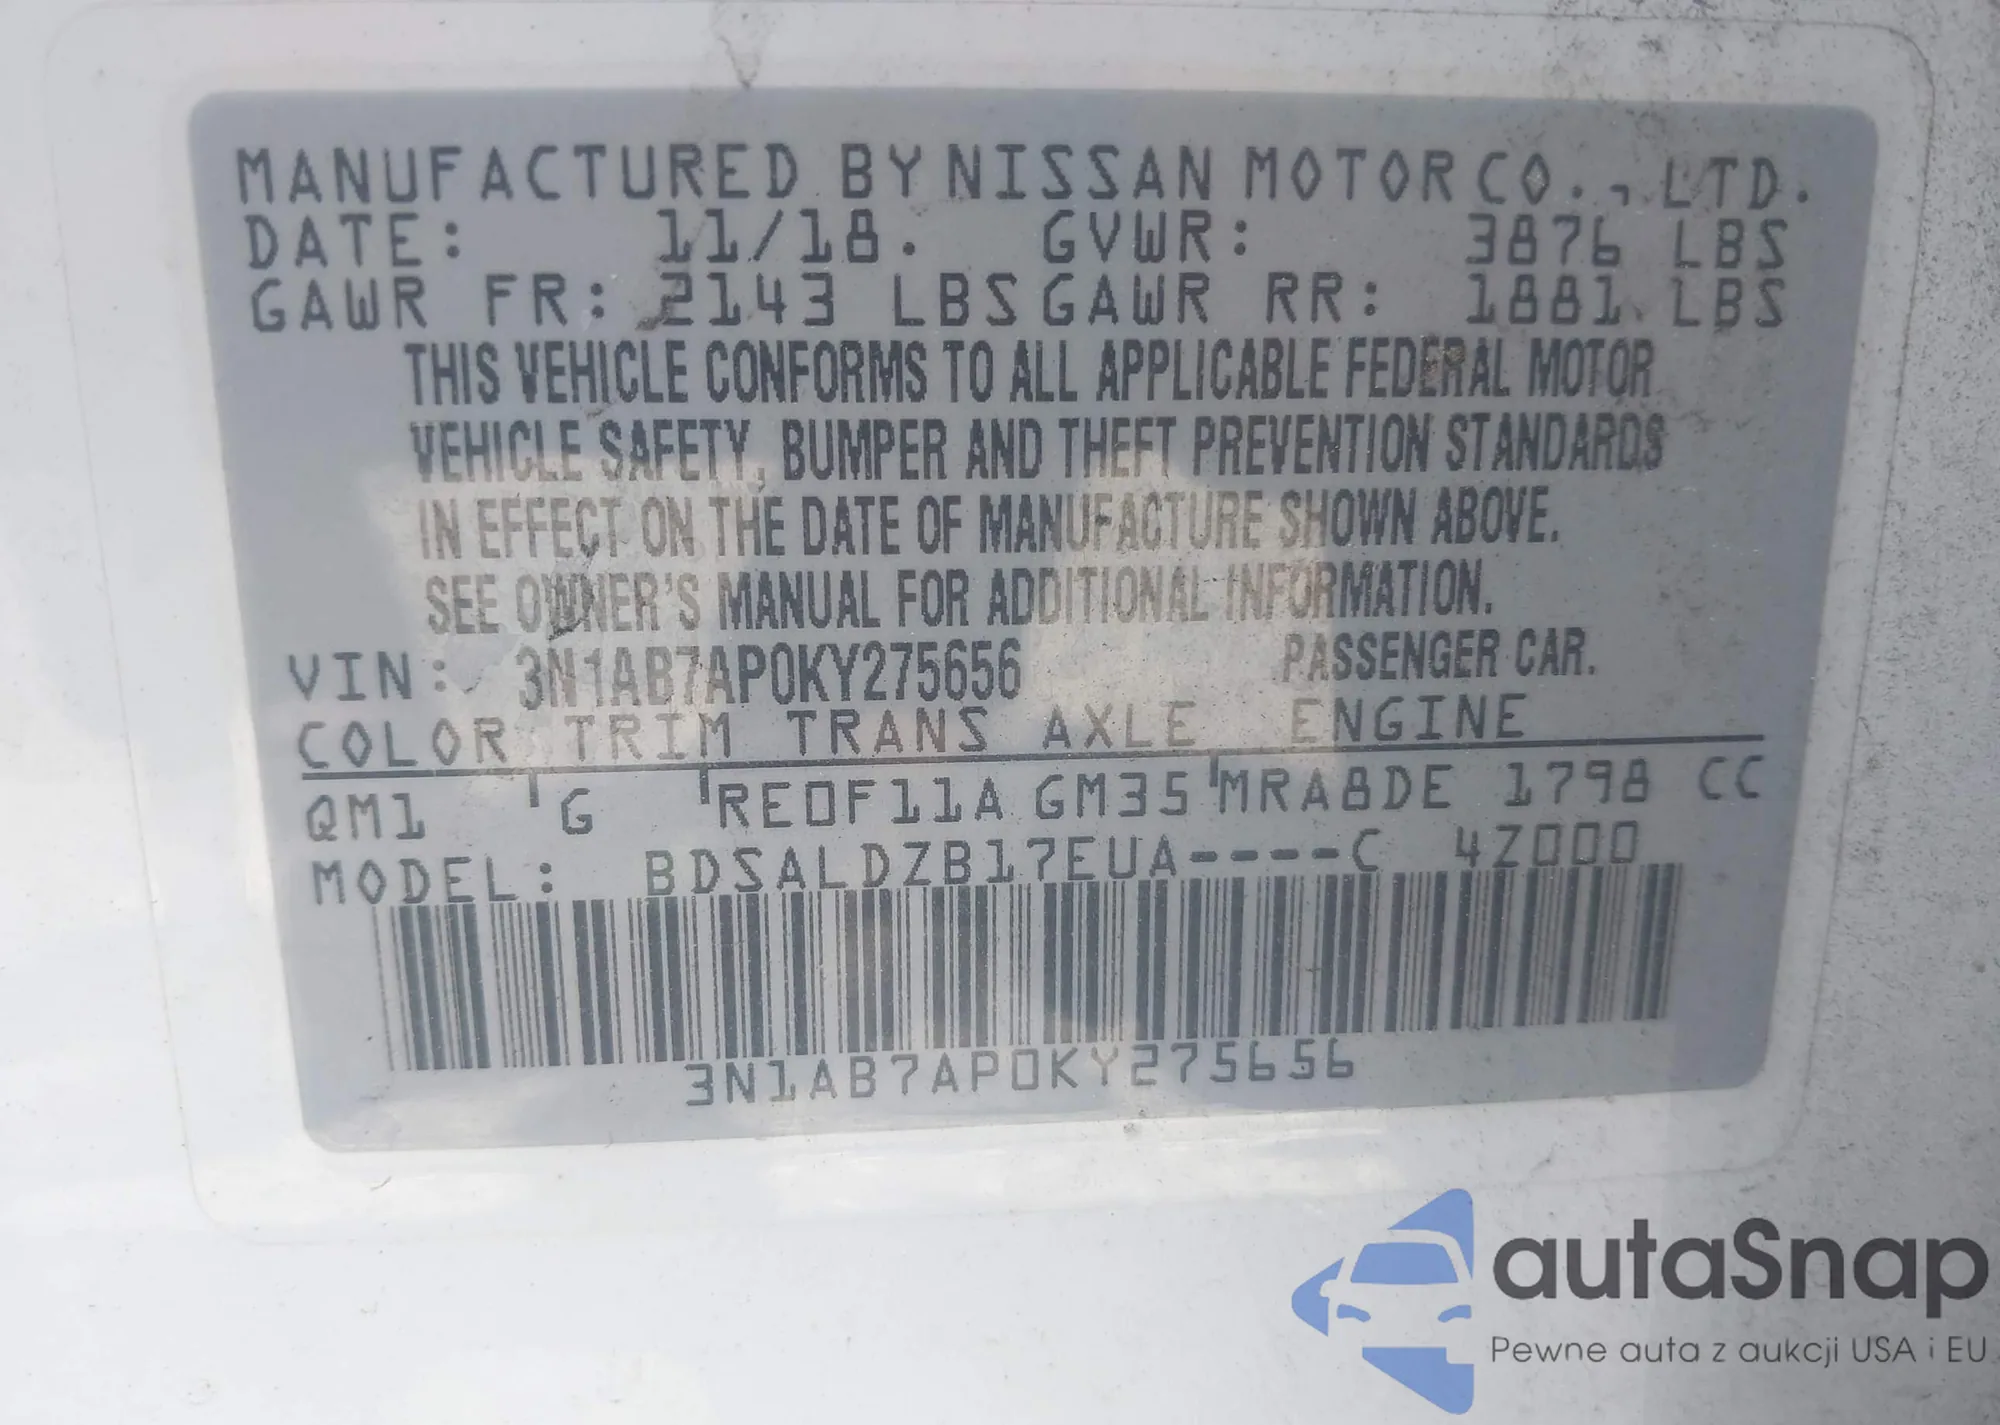 MANUFACTURED BY NISSAN MOTOR CO., LTD.
DATE: 11/18. GVWR: 3876 LBS
GAWR FR: 2143 LBS GAWR RR: 1881 LBS
THIS VEHICLE CONFORMS TO ALL APPLICABLE FEDERAL MOTOR
VEHICLE SAFETY, BUMPER AND THEFT PREVENTION STANDARDS
IN EFFECT ON THE DATE OF MANUFACTURE SHOWN ABOVE.
SEE OWNER'S MANUAL FOR ADDITIONAL INFORMATION.
VIN: 3N1AB7AP0KY275656 PASSENGER CAR.
COLOR TRIM TRANS AXLE ENGINE
QM1 G RE0F11A GM35 MRA8DE 1798 CC
MODEL: BDSALDZB17EUA----C 4Z000
3N1AB7AP0KY275656
autaSnap
Pewne auta z aukcji USA i EU